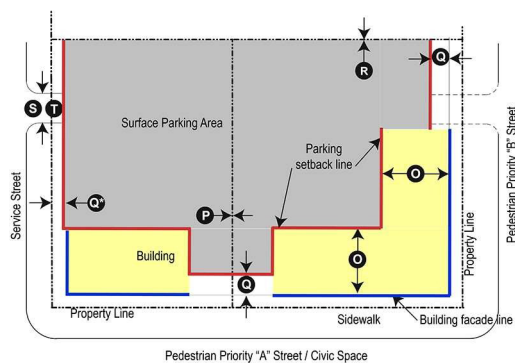 R
Q
S T
Surface Parking Area
Parking
setback line
O
Service Street
Q*
P
Pedestrian Priority "B" Street
Property Line
Building
O
Q
Property Line
Sidewalk
Building facade line
Pedestrian Priority "A" Street / Civic Space